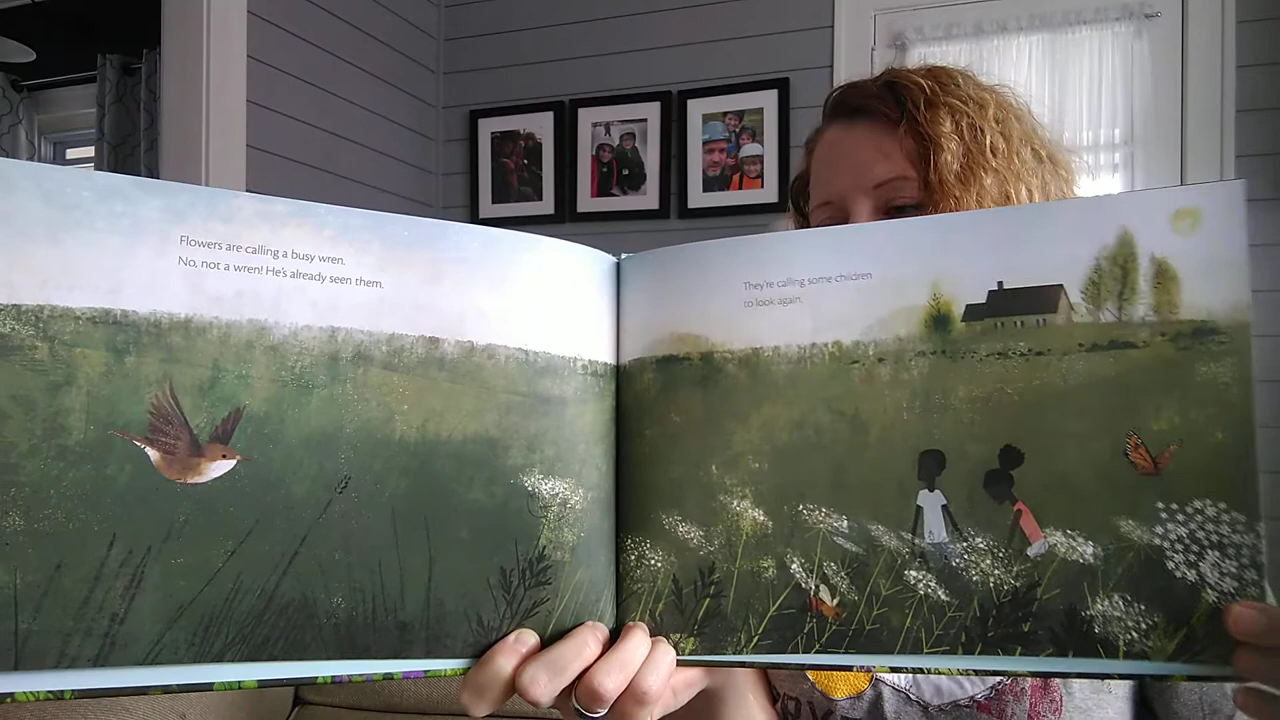 Flowers are calling a busy wren.
No, not a wren! He's already seen them.
They're calling some children
to look again.